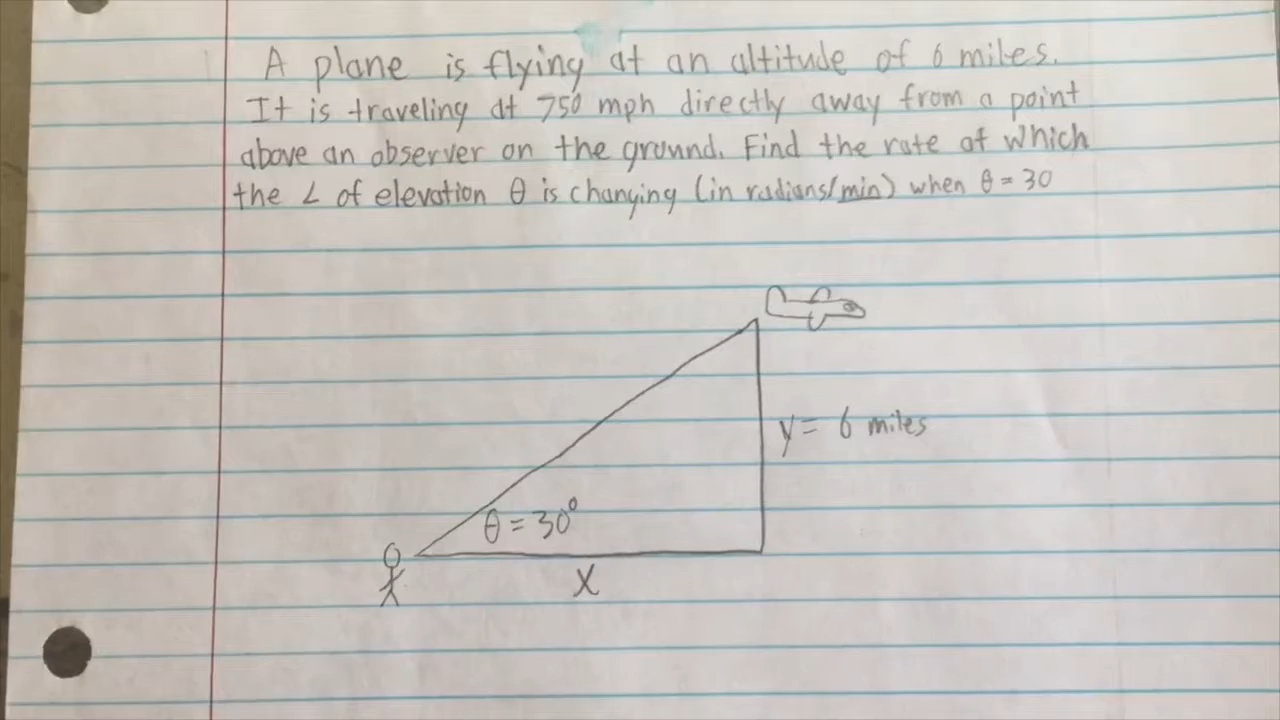 A plane is flying at an altitude of 6 miles.
It is traveling at 750 mph directly away from a point
above an observer on the ground. Find the rate at which
the ∠ of elevation θ is changing (in radians/min) when θ = 30
y = 6 miles
θ = 30°
x